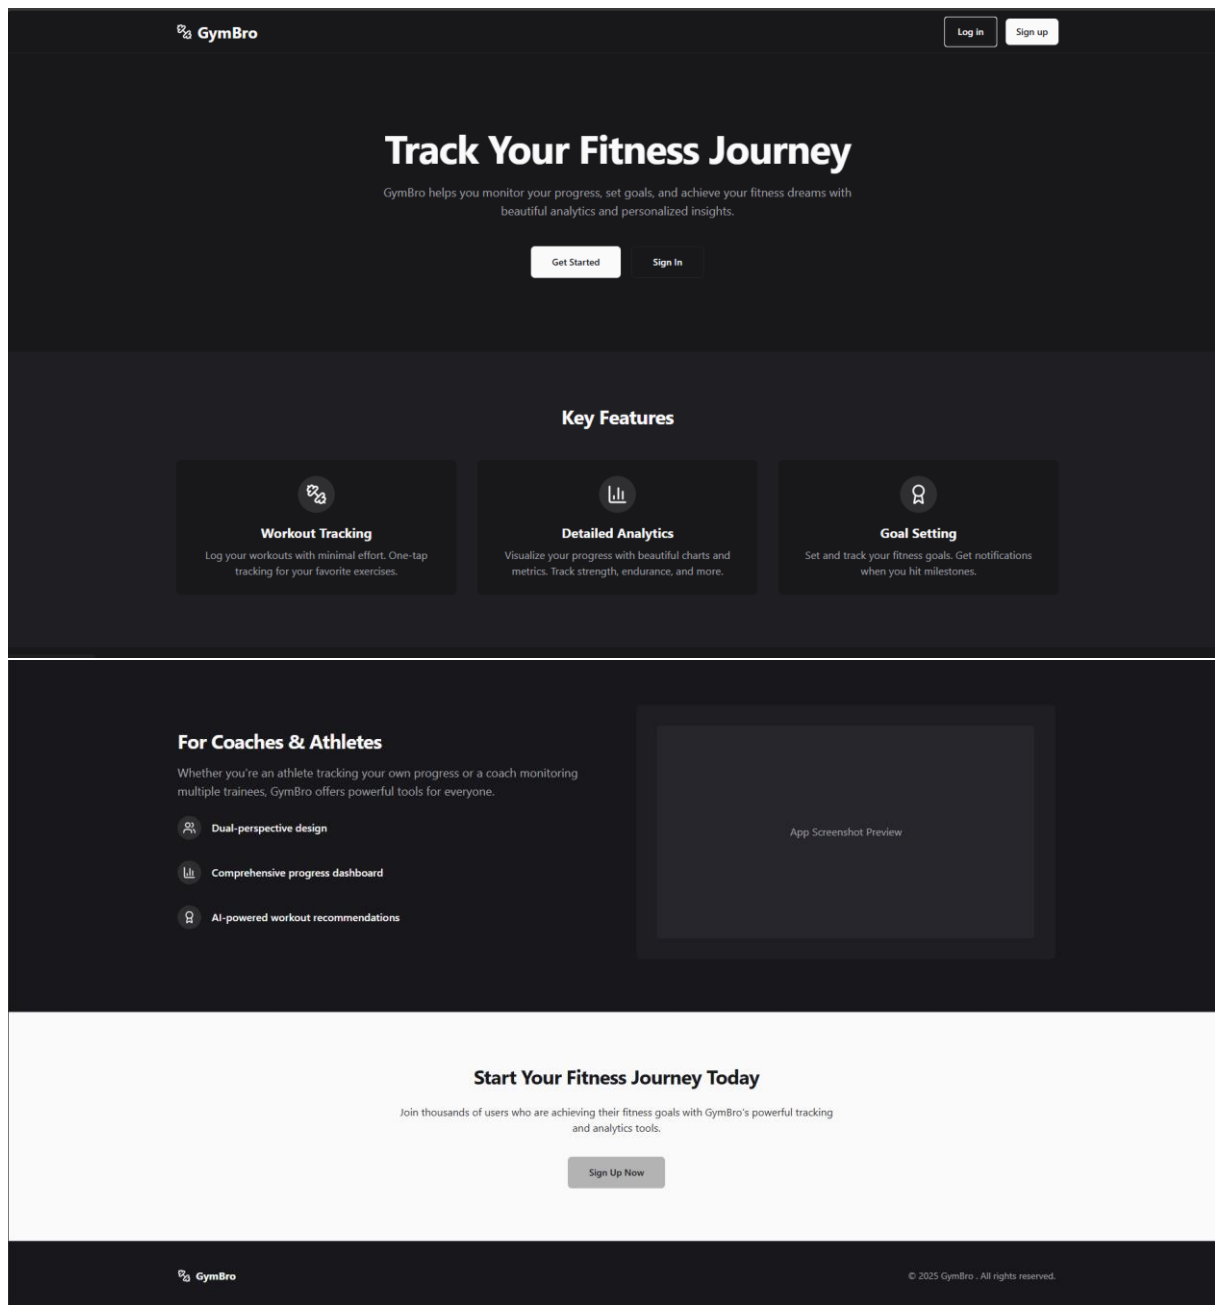 GymBro
Log in
Sign up
Track Your Fitness Journey
GymBro helps you monitor your progress, set goals, and achieve your fitness dreams with
beautiful analytics and personalized insights.
Get Started
Sign In
Key Features
Workout Tracking
Log your workouts with minimal effort. One-tap
tracking for your favorite exercises.
Detailed Analytics
Visualize your progress with beautiful charts and
metrics. Track strength, endurance, and more.
Goal Setting
Set and track your fitness goals. Get notifications
when you hit milestones.
For Coaches & Athletes
Whether you're an athlete tracking your own progress or a coach monitoring
multiple trainees, GymBro offers powerful tools for everyone.
Dual-perspective design
Comprehensive progress dashboard
AI-powered workout recommendations
App Screenshot Preview
Start Your Fitness Journey Today
Join thousands of users who are achieving their fitness goals with GymBro's powerful tracking
and analytics tools.
Sign Up Now
GymBro
© 2025 GymBro . All rights reserved.